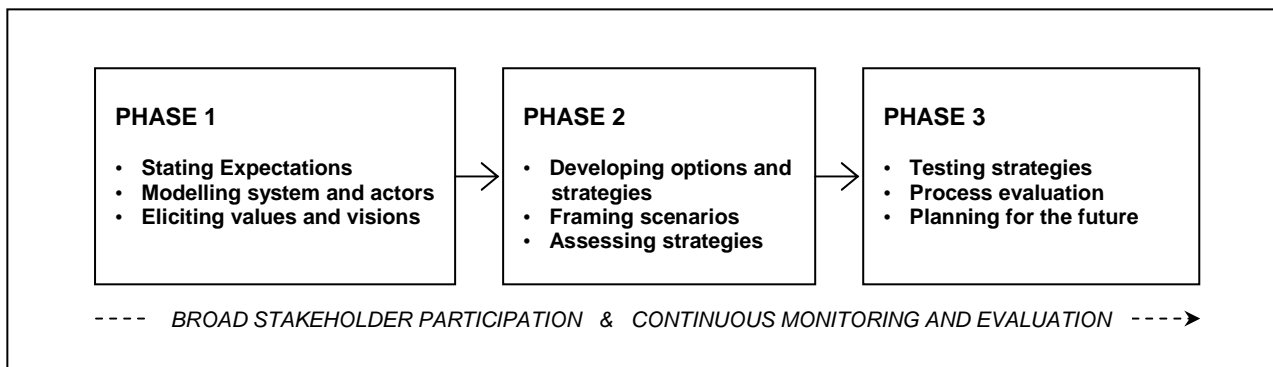 PHASE 1
• Stating Expectations
• Modelling system and actors
• Eliciting values and visions
PHASE 2
• Developing options and
strategies
• Framing scenarios
• Assessing strategies
PHASE 3
• Testing strategies
• Process evaluation
• Planning for the future
BROAD STAKEHOLDER PARTICIPATION & CONTINUOUS MONITORING AND EVALUATION